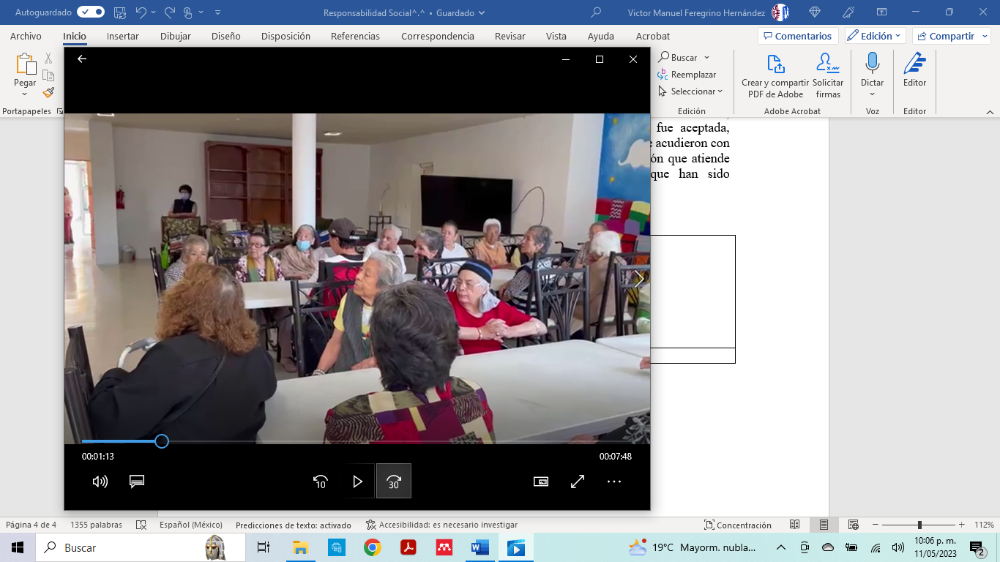 Autoguardado
Responsabilidad Social^.^ • Guardado
Victor Manuel Feregrino Hernández
Archivo Inicio Insertar Dibujar Diseño Disposición Referencias Correspondencia Revisar Vista Ayuda Acrobat
Comentarios Edición Compartir
Pegar
Portapapeles
Buscar
Reemplazar
Seleccionar
Edición
Crear y compartir
PDF de Adobe
Solicitar
firmas
Adobe Acrobat
Dictar
Voz
Editor
Editor
fue aceptada,
acudieron con
ón que atiende
que han sido
00:01:13
00:07:48
10
30
Página 4 de 4 1355 palabras Español (México) Predicciones de texto: activado Accesibilidad: es necesario investigar
Concentración
112%
Buscar
19°C Mayorm. nubla...
10:06 p. m.
11/05/2023
2